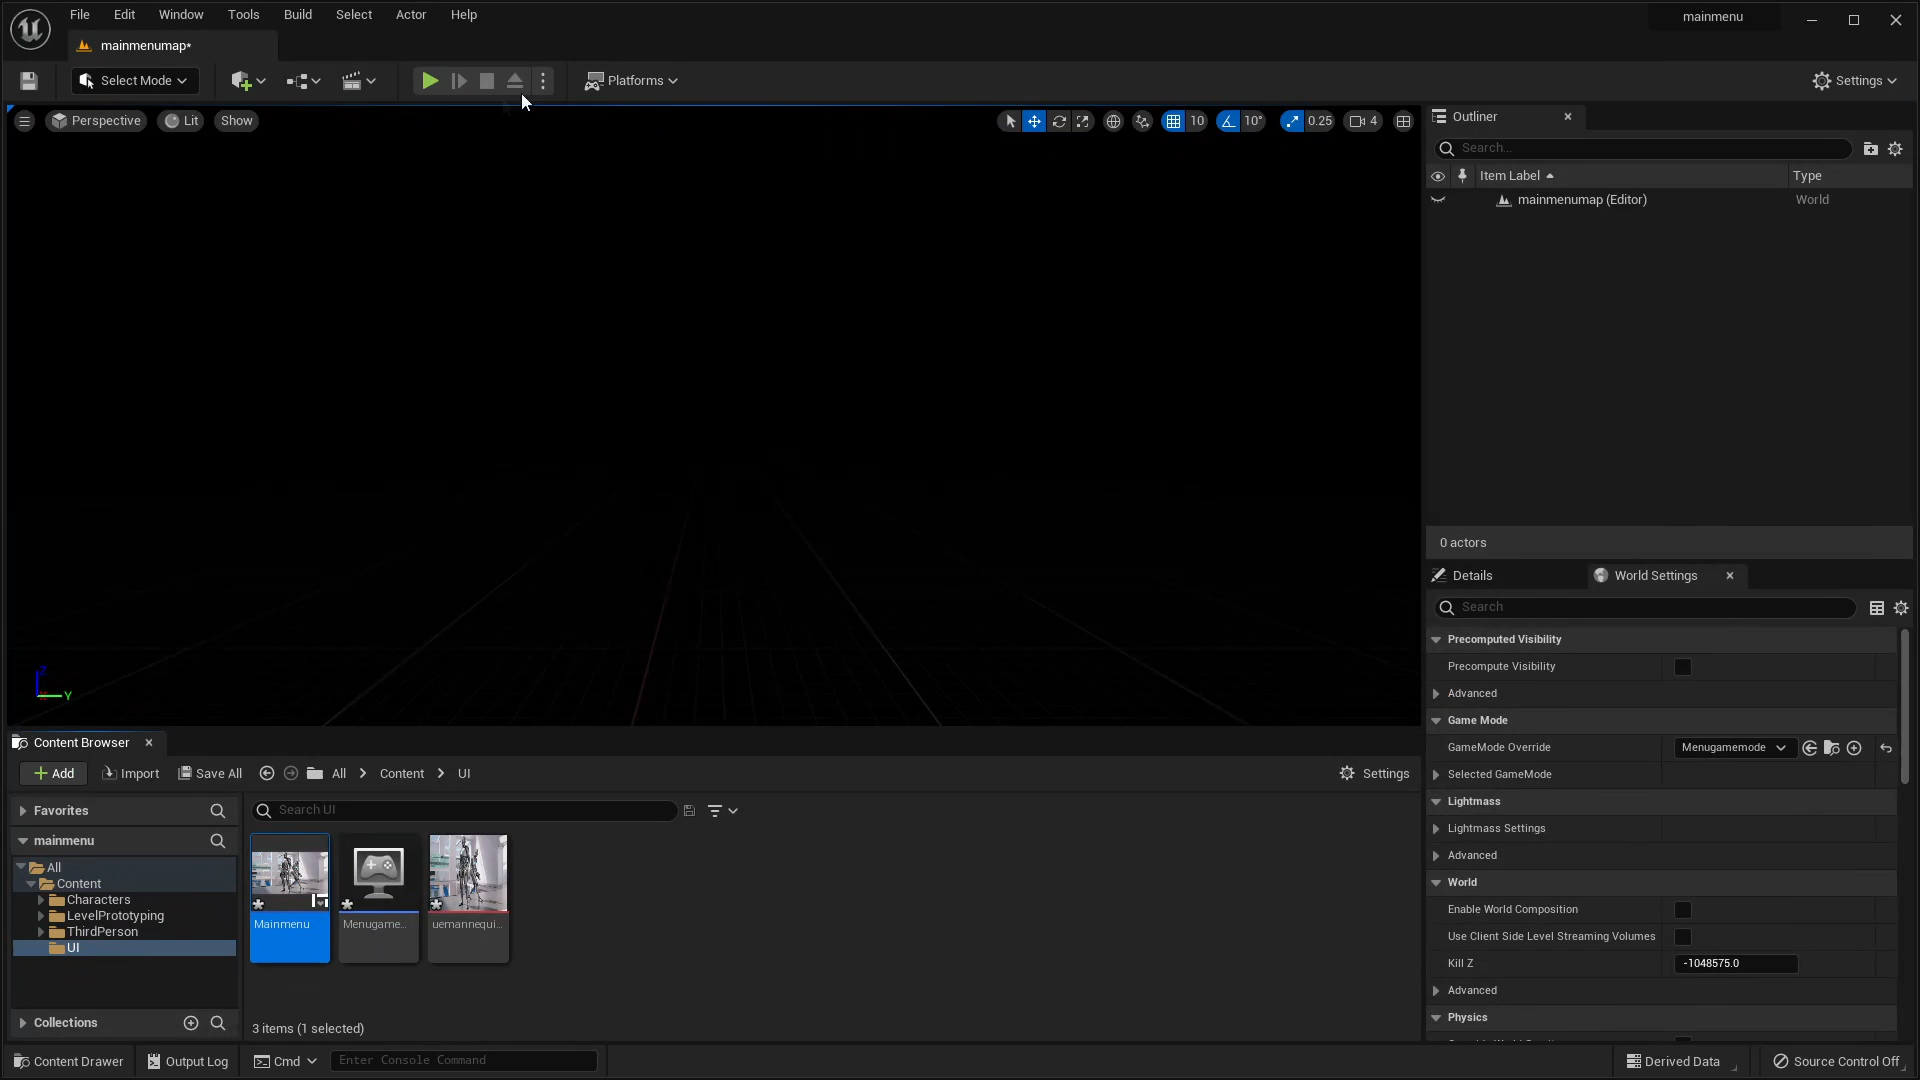 File Edit Window Tools Build Select Actor Help
mainmenu
mainmenumap*
Select Mode
Platforms
Settings
Perspective Lit Show
10 10° 0.25 4
Outliner
Search...
Item Label Type
mainmenumap (Editor) World
0 actors
Details World Settings
Search
Precomputed Visibility
Precompute Visibility
Advanced
Game Mode
GameMode Override Menugamemode
Selected GameMode
Lightmass
Lightmass Settings
Advanced
World
Enable World Composition
Use Client Side Level Streaming Volumes
Kill Z -1048575.0
Advanced
Physics
Z
Y
Content Browser
Add Import Save All All Content UI Settings
Favorites
mainmenu
All
Content
Characters
LevelPrototyping
ThirdPerson
UI
Collections
Search UI
Mainmenu Menugame... uemannequi...
3 items (1 selected)
Content Drawer Output Log Cmd Enter Console Command Derived Data Source Control Off